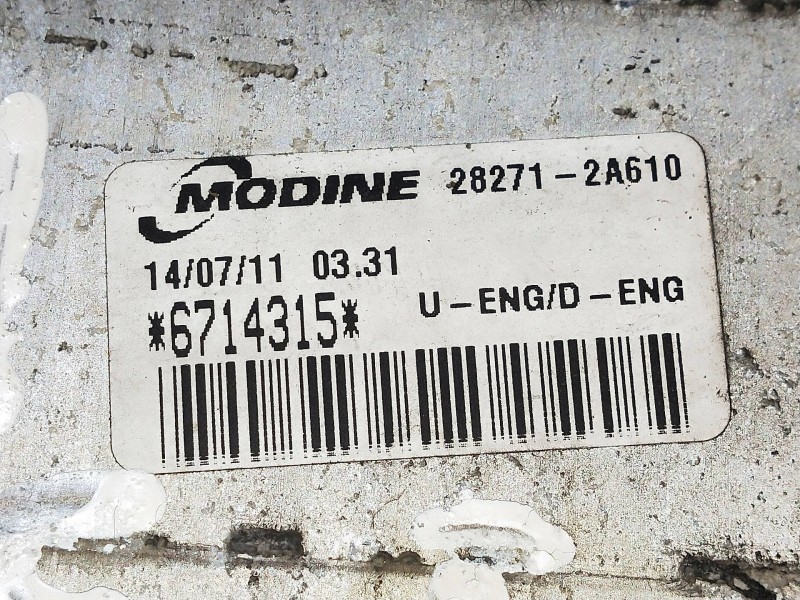 MODINE 28271-2A610
14/07/11 03.31
*6714315* U-ENG/D-ENG